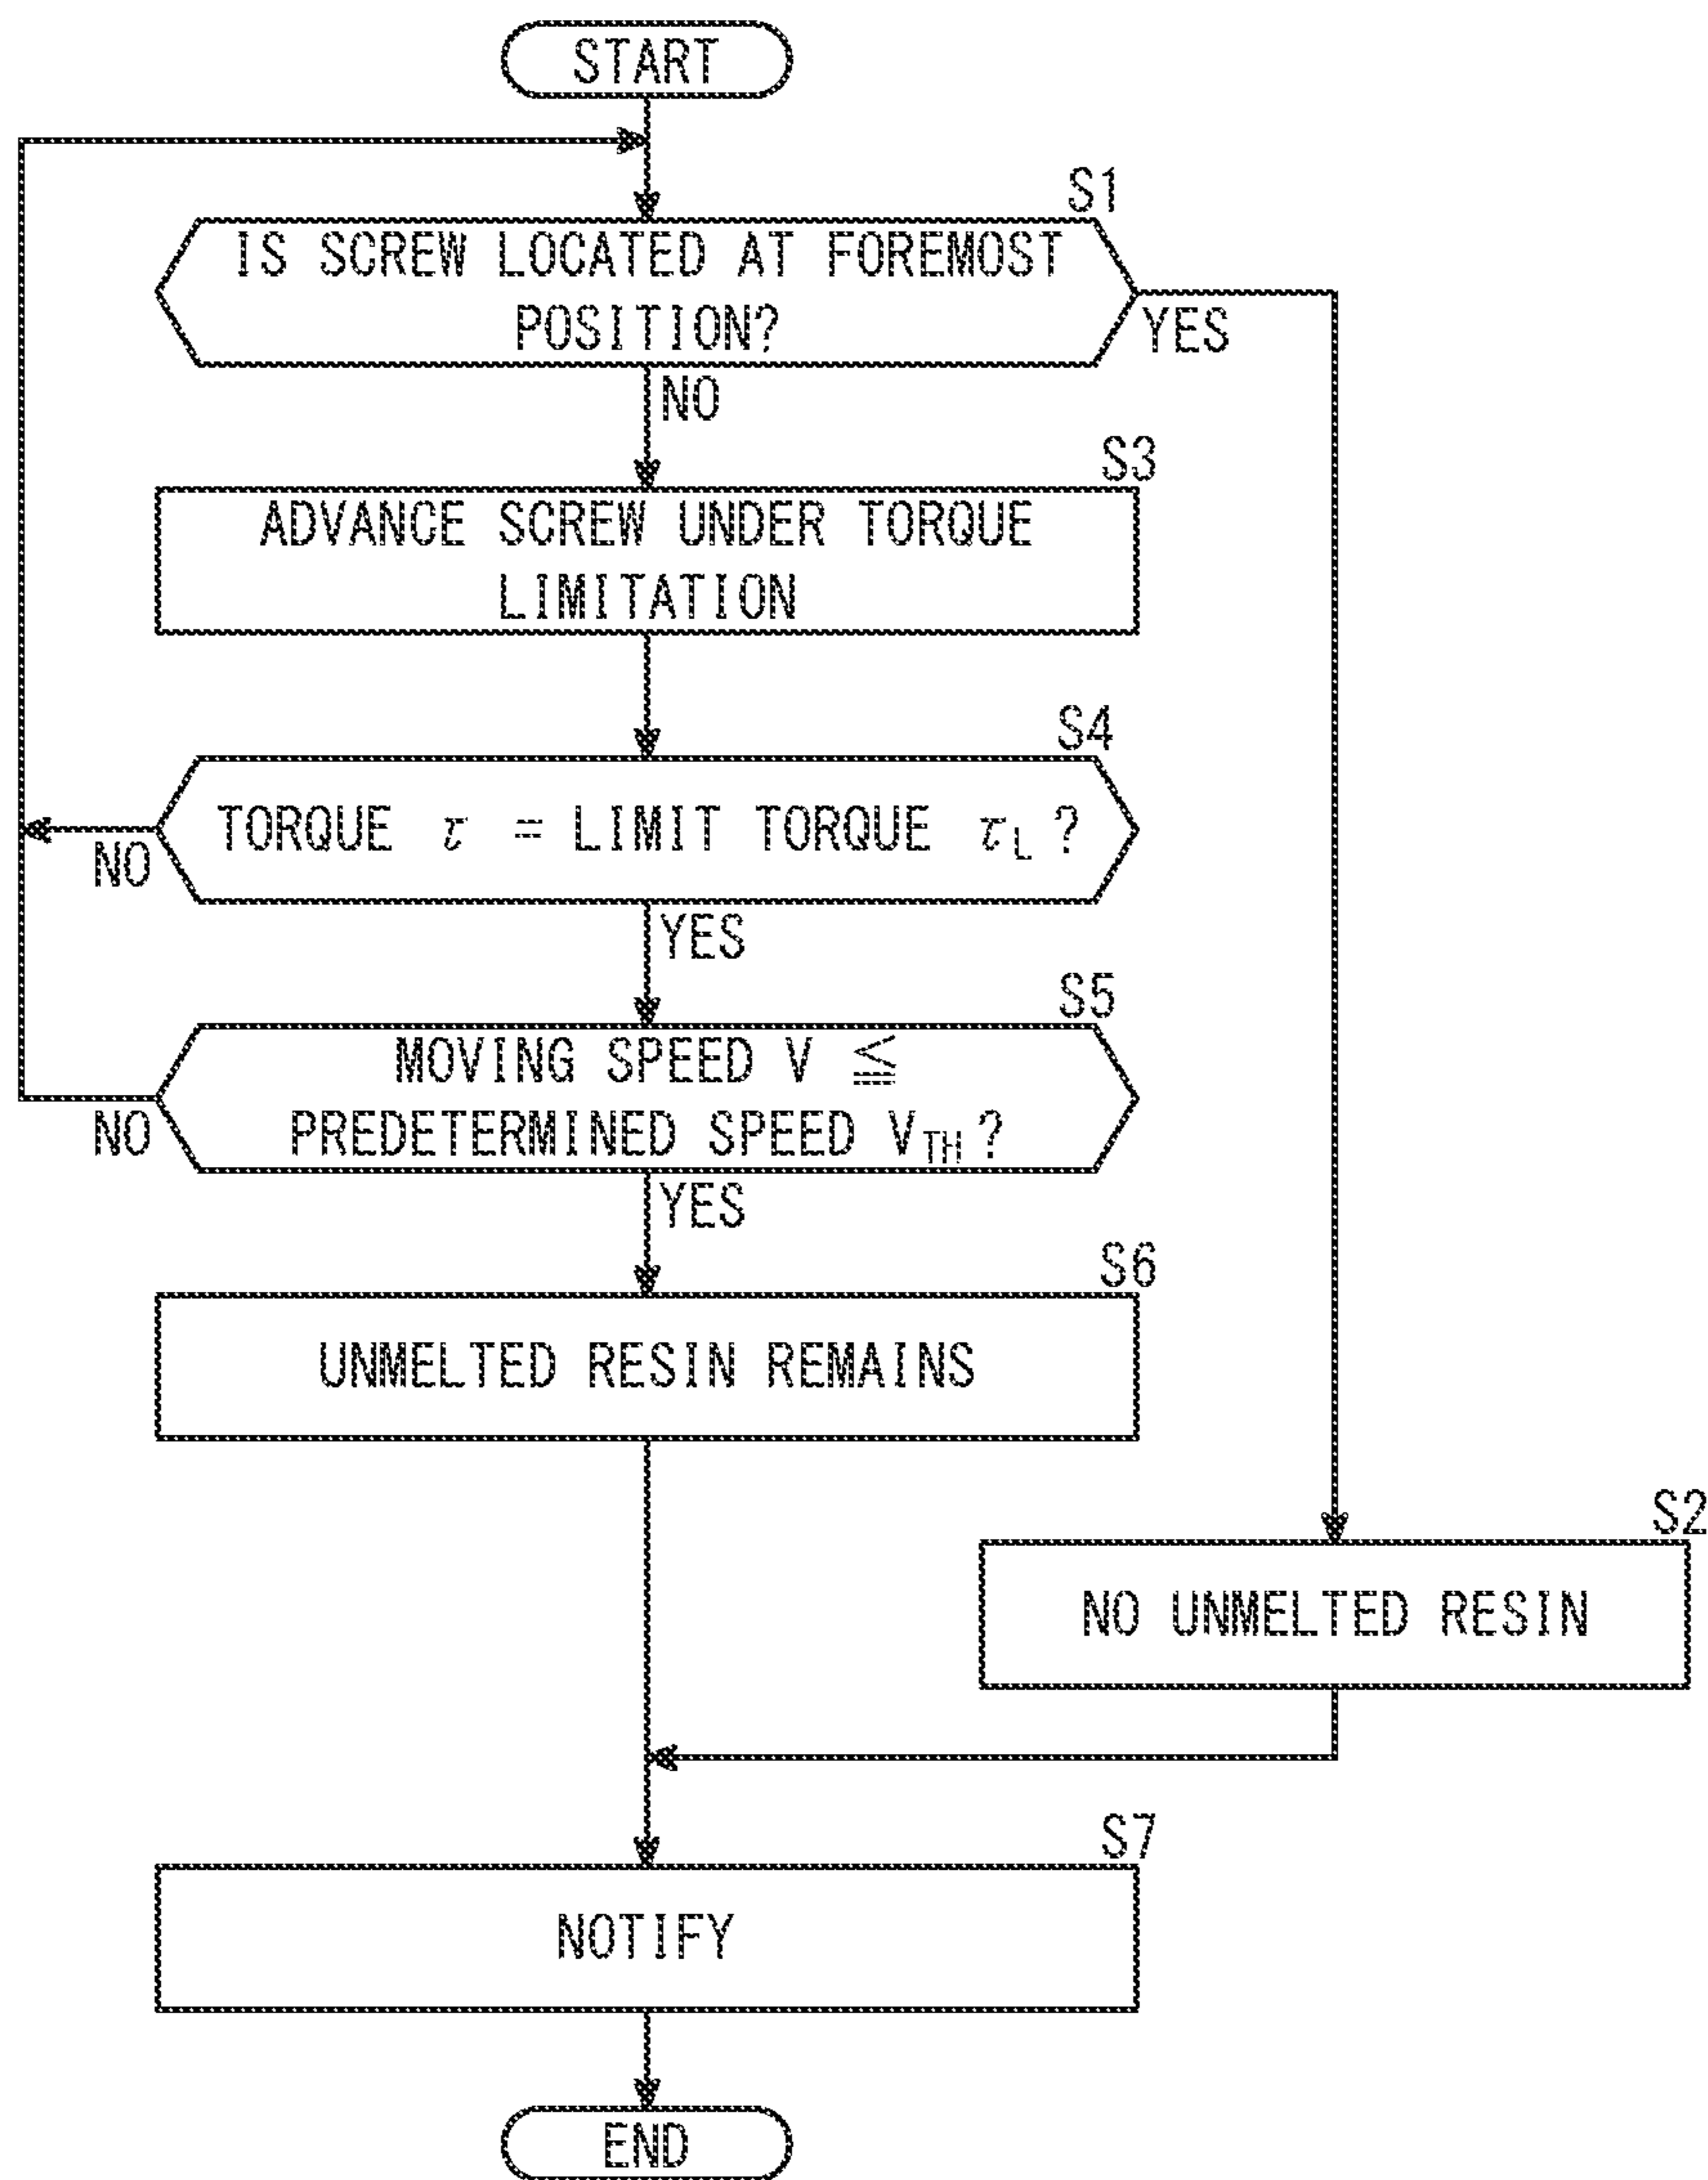 START
S1
IS SCREW LOCATED AT FOREMOST
POSITION?
YES
NO
S3
ADVANCE SCREW UNDER TORQUE
LIMITATION
S4
TORQUE τ = LIMIT TORQUE τL ?
NO
YES
S5
MOVING SPEED V ≦
PREDETERMINED SPEED VTH ?
NO
YES
S6
UNMELTED RESIN REMAINS
S2
NO UNMELTED RESIN
S7
NOTIFY
END